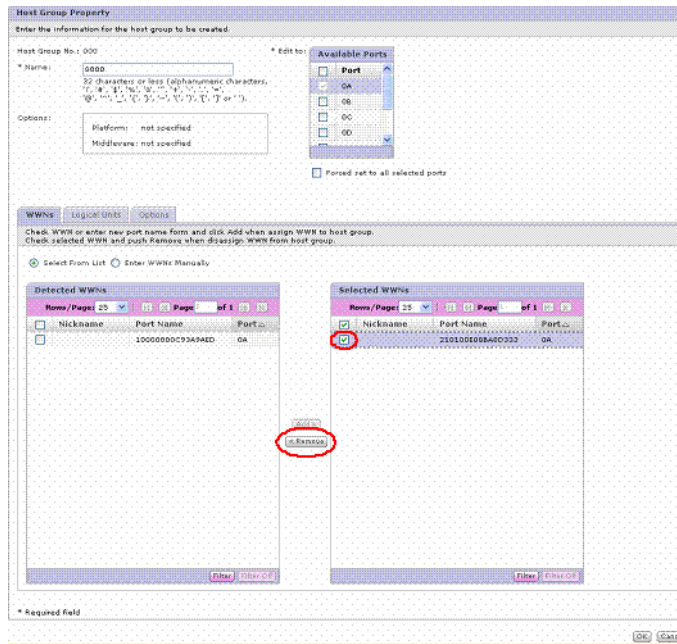 Host Group Property
Enter the information for the host group to be created.
Host Group No.: 000
* Name:
G000
32 characters or less (alphanumeric characters,
* Edit to:
Available Ports
Port
0A
0B
0C
0D
Forced set to all selected ports
Options:
Platform: not specified
Middleware: not specified
WWNs
Logical Units
Options
Check WWN or enter new port name form and click Add when assign WWN to host group.
Check selected WWN and push Remove when disassign WWN from host group.
Select From List
Enter WWNs Manually
Detected WWNs
Rows/Page: 25
Page
of 1
Nickname
Port Name
Port
0A
Add >
< Remove
Selected WWNs
Rows/Page: 25
Page
of 1
Nickname
Port Name
Port
0A
Filter
Filter Off
Filter
Filter Off
* Required field
OK